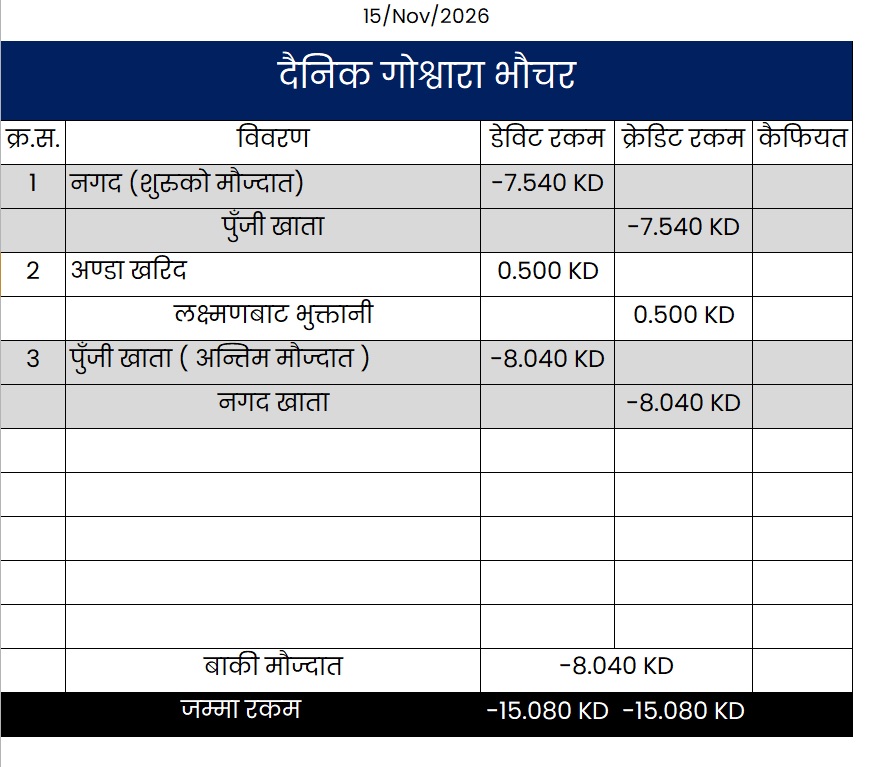 15/Nov/2026
दैनिक गोश्वारा भौचर
क्र.स. विवरण डेविट रकम क्रेडिट रकम कैफियत
1 नगद (शुरुको मौज्दात) -7.540 KD
पुँजी खाता -7.540 KD
2 अण्डा खरिद 0.500 KD
लक्ष्मणबाट भुक्तानी 0.500 KD
3 पुँजी खाता ( अन्तिम मौज्दात ) -8.040 KD
नगद खाता -8.040 KD
बाकी मौज्दात -8.040 KD
जम्मा रकम -15.080 KD -15.080 KD